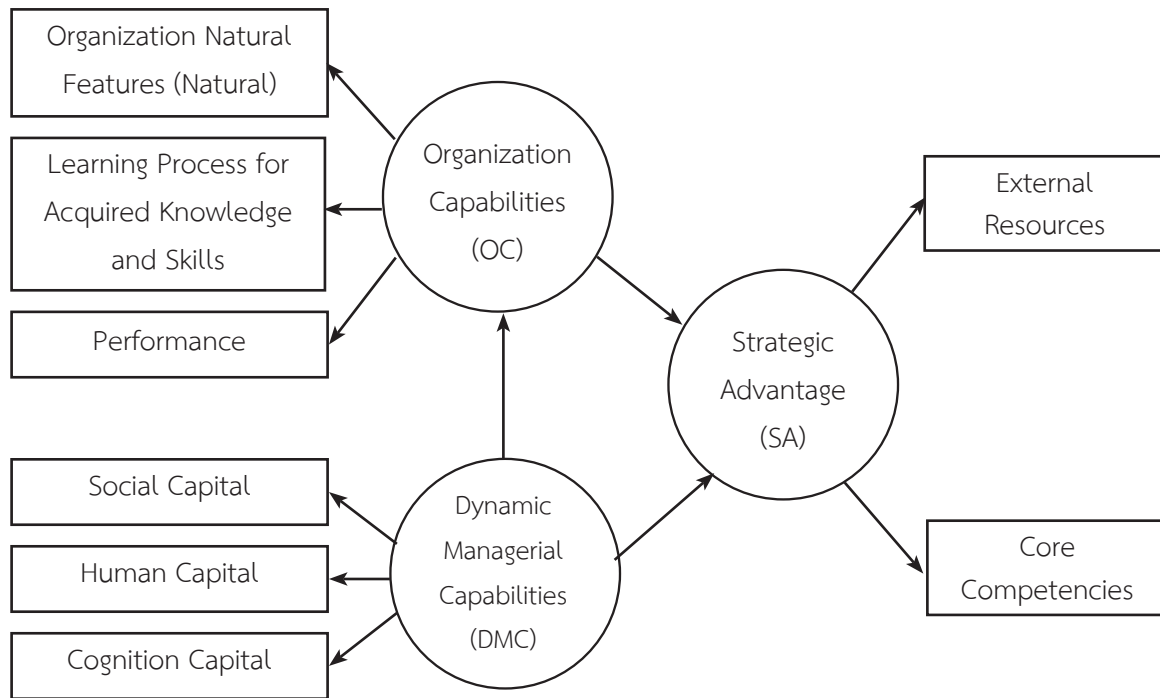 Organization Natural
Features (Natural)
Learning Process for
Acquired Knowledge
and Skills
Performance
Organization
Capabilities
(OC)
External
Resources
Strategic
Advantage
(SA)
Social Capital
Human Capital
Cognition Capital
Dynamic
Managerial
Capabilities
(DMC)
Core
Competencies